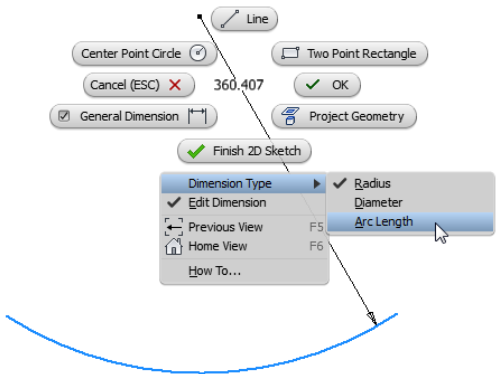 Line
Center Point Circle
Two Point Rectangle
Cancel (ESC)
360.407
OK
General Dimension
Project Geometry
Finish 2D Sketch
Dimension Type
Radius
Edit Dimension
Diameter
Arc Length
Previous View F5
Home View F6
How To...